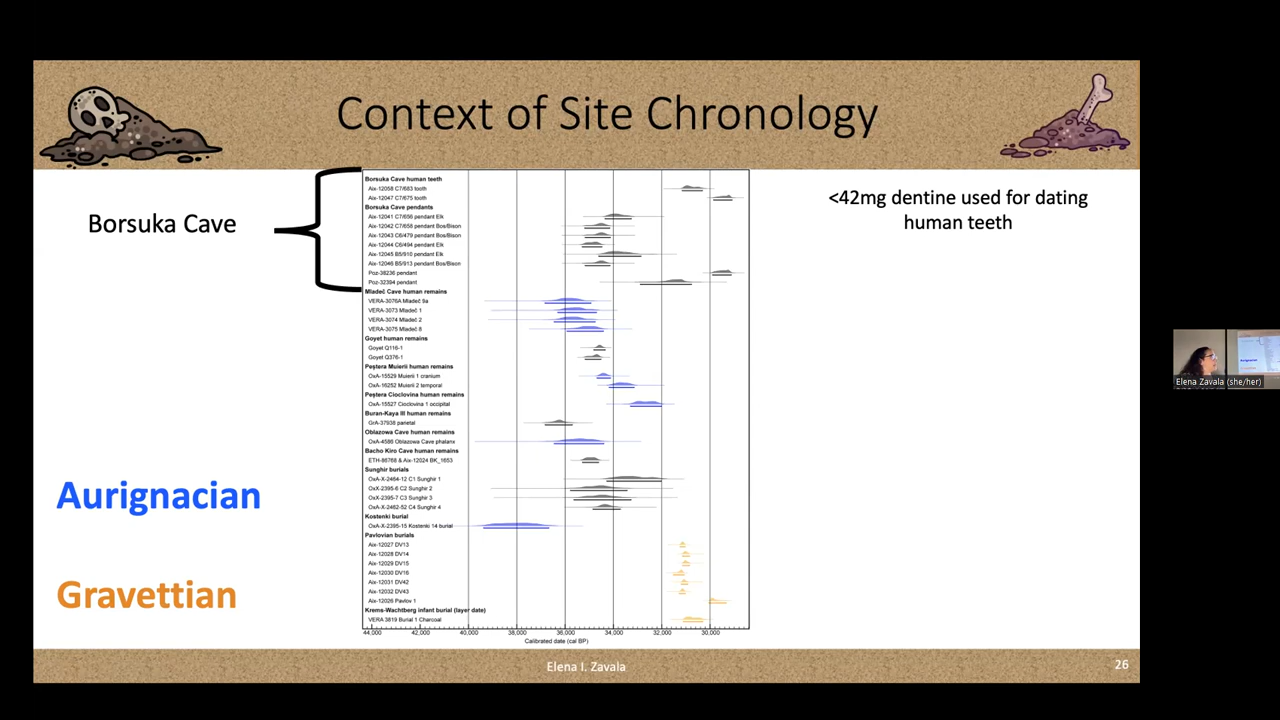 Context of Site Chronology
Borsuka Cave
<42mg dentine used for dating
human teeth
Borsuka Cave human teeth
Aix-12058 C7/683 tooth
Aix-12047 C7/675 tooth
Borsuka Cave pendants
Aix-12041 C7/656 pendant Elk
Aix-12042 C7/658 pendant Bos/Bison
Aix-12043 C6/479 pendant Bos/Bison
Aix-12044 C6/494 pendant Elk
Aix-12045 B5/910 pendant Elk
Aix-12046 B5/913 pendant Bos/Bison
Poz-38236 pendant
Poz-32394 pendant
Mladeč Cave human remains
VERA-3076A Mladeč 9a
VERA-3073 Mladeč 1
VERA-3074 Mladeč 2
VERA-3075 Mladeč 8
Goyet human remains
Goyet Q116-1
Goyet Q376-1
Peştera Muierii human remains
OxA-15529 Muierii 1 cranium
OxA-16252 Muierii 2 temporal
Peştera Cioclovina human remains
OxA-15527 Cioclovina 1 occipital
Buran-Kaya III human remains
GrA-37938 parietal
Oblazowa Cave human remains
OxA-4586 Oblazowa Cave phalanx
Bacho Kiro Cave human remains
ETH-86768 & Aix-12024 BK_1653
Sunghir burials
OxA-X-2464-12 C1 Sunghir 1
OxX-2395-6 C2 Sunghir 2
OxX-2395-7 C3 Sunghir 3
OxA-X-2462-52 C4 Sunghir 4
Kostenki burial
OxA-X-2395-15 Kostenki 14 burial
Pavlovian burials
Aix-12027 DV13
Aix-12028 DV14
Aix-12029 DV15
Aix-12030 DV16
Aix-12031 DV42
Aix-12032 DV43
Aix-12026 Pavlov 1
Krems-Wachtberg infant burial (layer date)
VERA 3819 Burial 1 Charcoal
44,000 42,000 40,000 38,000 36,000 34,000 32,000 30,000
Calibrated date (cal BP)
Aurignacian
Gravettian
Elena I. Zavala
26
Elena Zavala (she/her)